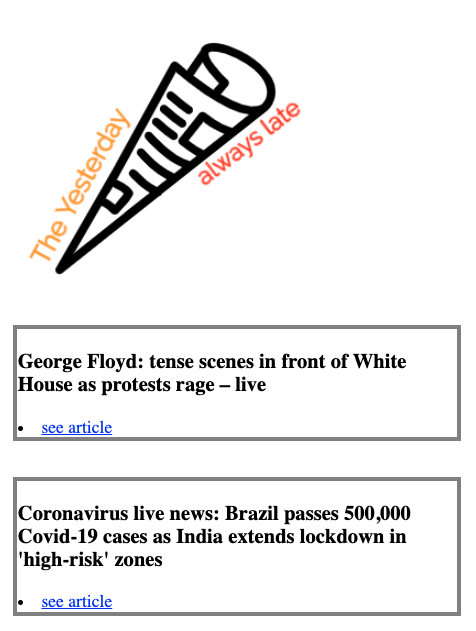 The Yesterday
always late
George Floyd: tense scenes in front of White
House as protests rage – live
see article
Coronavirus live news: Brazil passes 500,000
Covid-19 cases as India extends lockdown in
'high-risk' zones
see article